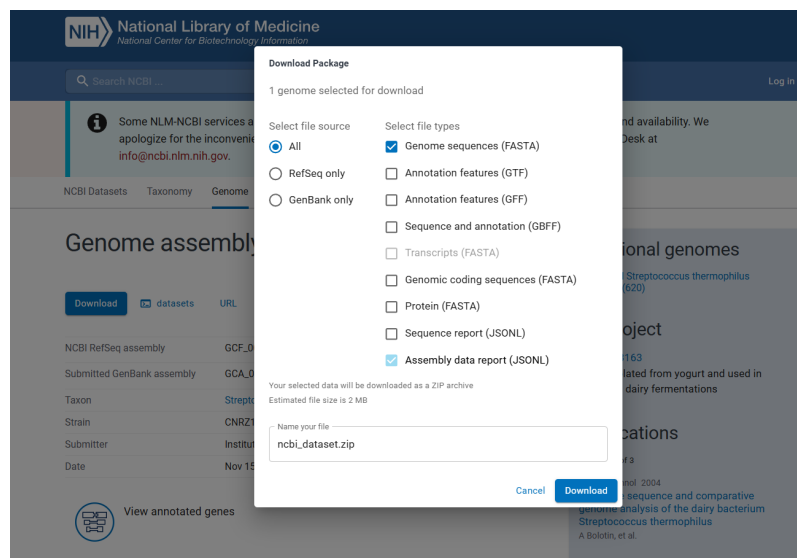 NIH National Library of Medicine
National Center for Biotechnology Information
Search NCBI ...
Log in
Download Package
1 genome selected for download
Select file source
Select file types
All
RefSeq only
GenBank only
Genome sequences (FASTA)
Annotation features (GTF)
Annotation features (GFF)
Sequence and annotation (GBFF)
Transcripts (FASTA)
Genomic coding sequences (FASTA)
Protein (FASTA)
Sequence report (JSONL)
Assembly data report (JSONL)
Your selected data will be downloaded as a ZIP archive
Estimated file size is 2 MB
Name your file
ncbi_dataset.zip
Cancel
Download
Some NLM-NCBI services a
nd availability. We
apologize for the inconvenie
Desk at
info@ncbi.nlm.nih.gov.
NCBI Datasets Taxonomy Genome
Genome assembly
Download datasets URL
NCBI RefSeq assembly GCF_0
Submitted GenBank assembly GCA_0
Taxon Strepto
Strain CNRZ1
Submitter Institut
Date Nov 15
View annotated genes
ional genomes
Streptococcus thermophilus
(620)
oject
3163
lated from yogurt and used in
dairy fermentations
cations
of 3
nol 2004
sequence and comparative
genome analysis of the dairy bacterium
Streptococcus thermophilus
A Bolotin, et al.